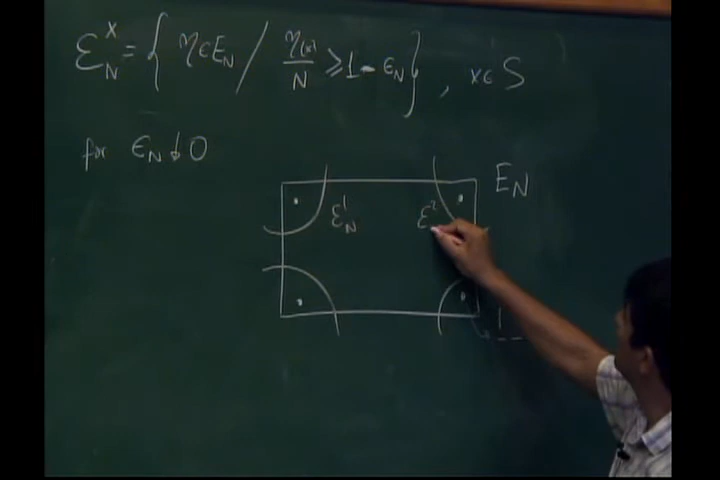 ℰ_N^x = { η ∈ E_N / η(x)/N ≥ 1 - ϵ_N } , x ∈ S
for ϵ_N ↓ 0
E_N
ℰ_N^1 ℰ^2